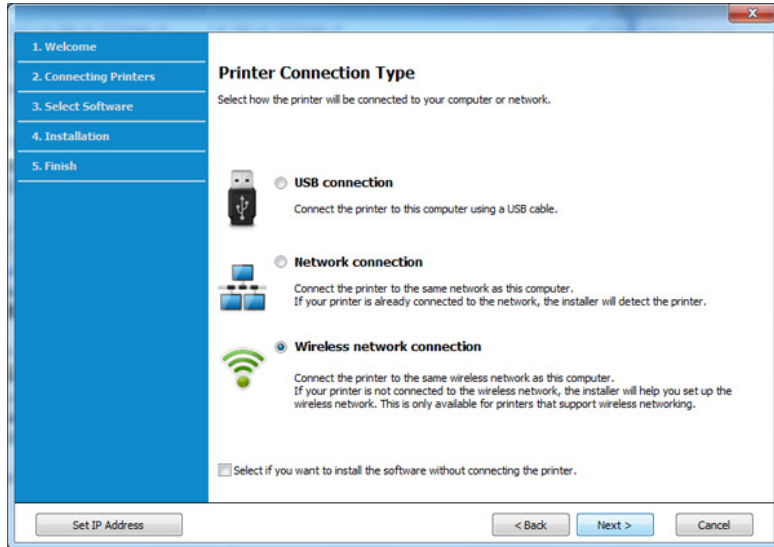 1. Welcome
2. Connecting Printers
3. Select Software
4. Installation
5. Finish
Printer Connection Type
Select how the printer will be connected to your computer or network.
USB connection
Connect the printer to this computer using a USB cable.
Network connection
Connect the printer to the same network as this computer.
If your printer is already connected to the network, the installer will detect the printer.
Wireless network connection
Connect the printer to the same wireless network as this computer.
If your printer is not connected to the wireless network, the installer will help you set up the
wireless network. This is only available for printers that support wireless networking.
Select if you want to install the software without connecting the printer.
Set IP Address
< Back
Next >
Cancel